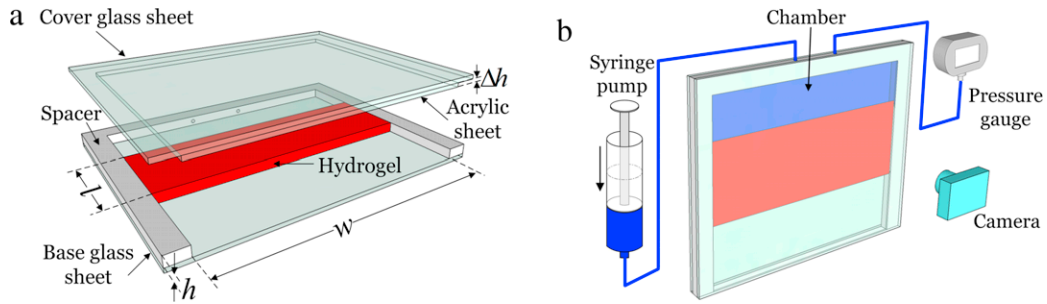 a
Cover glass sheet
Δh
Spacer
Acrylic
sheet
Hydrogel
l
w
Base glass
sheet
h
b
Chamber
Syringe
pump
Pressure
gauge
Camera